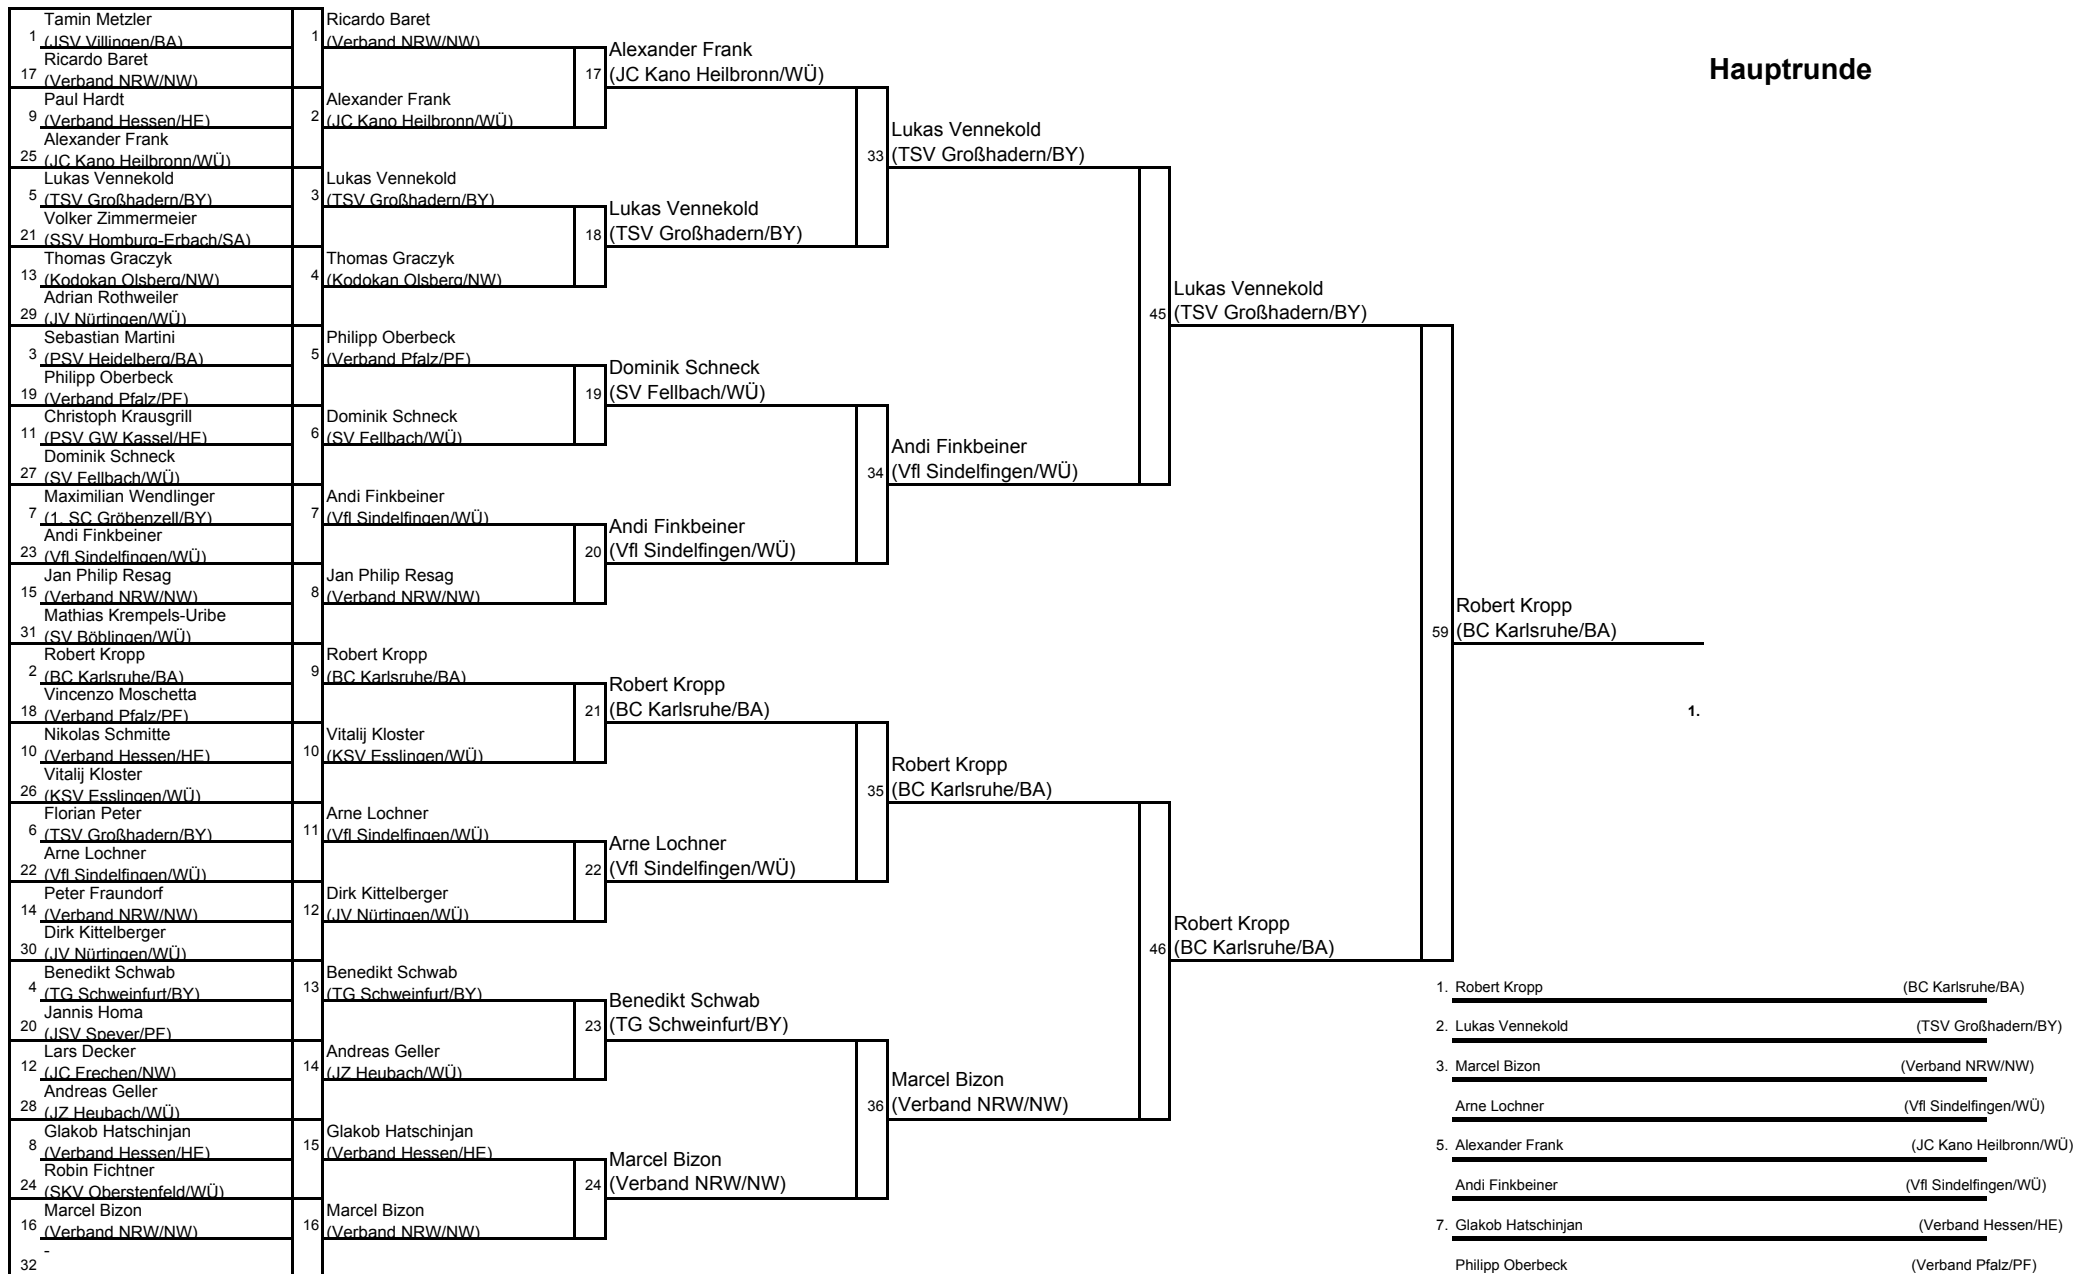 Hauptrunde
1 Tamin Metzler
(JSV Villingen/BA)
17 Ricardo Baret
(Verband NRW/NW)
9 Paul Hardt
(Verband Hessen/HE)
25 Alexander Frank
(JC Kano Heilbronn/WÜ)
5 Lukas Vennekold
(TSV Großhadern/BY)
21 Volker Zimmermeier
(SSV Homburg-Erbach/SA)
13 Thomas Graczyk
(Kodokan Olsberg/NW)
29 Adrian Rothweiler
(JV Nürtingen/WÜ)
3 Sebastian Martini
(PSV Heidelberg/BA)
19 Philipp Oberbeck
(Verband Pfalz/PF)
11 Christoph Krausgrill
(PSV GW Kassel/HE)
27 Dominik Schneck
(SV Fellbach/WÜ)
7 Maximilian Wendlinger
(1. SC Gröbenzell/BY)
23 Andi Finkbeiner
(Vfl Sindelfingen/WÜ)
15 Jan Philip Resag
(Verband NRW/NW)
31 Mathias Krempels-Uribe
(SV Böblingen/WÜ)
2 Robert Kropp
(BC Karlsruhe/BA)
18 Vincenzo Moschetta
(Verband Pfalz/PF)
10 Nikolas Schmitte
(Verband Hessen/HE)
26 Vitalij Kloster
(KSV Esslingen/WÜ)
6 Florian Peter
(TSV Großhadern/BY)
22 Arne Lochner
(Vfl Sindelfingen/WÜ)
14 Peter Fraundorf
(Verband NRW/NW)
30 Dirk Kittelberger
(JV Nürtingen/WÜ)
4 Benedikt Schwab
(TG Schweinfurt/BY)
20 Jannis Homa
(JSV Speyer/PF)
12 Lars Decker
(JC Frechen/NW)
28 Andreas Geller
(JZ Heubach/WÜ)
8 Glakob Hatschinjan
(Verband Hessen/HE)
24 Robin Fichtner
(SKV Oberstenfeld/WÜ)
16 Marcel Bizon
(Verband NRW/NW)
32 -
1 Ricardo Baret
(Verband NRW/NW)
2 Alexander Frank
(JC Kano Heilbronn/WÜ)
3 Lukas Vennekold
(TSV Großhadern/BY)
4 Thomas Graczyk
(Kodokan Olsberg/NW)
5 Philipp Oberbeck
(Verband Pfalz/PF)
6 Dominik Schneck
(SV Fellbach/WÜ)
7 Andi Finkbeiner
(Vfl Sindelfingen/WÜ)
8 Jan Philip Resag
(Verband NRW/NW)
9 Robert Kropp
(BC Karlsruhe/BA)
10 Vitalij Kloster
(KSV Esslingen/WÜ)
11 Arne Lochner
(Vfl Sindelfingen/WÜ)
12 Dirk Kittelberger
(JV Nürtingen/WÜ)
13 Benedikt Schwab
(TG Schweinfurt/BY)
14 Andreas Geller
(JZ Heubach/WÜ)
15 Glakob Hatschinjan
(Verband Hessen/HE)
16 Marcel Bizon
(Verband NRW/NW)
17 Alexander Frank
(JC Kano Heilbronn/WÜ)
18 Lukas Vennekold
(TSV Großhadern/BY)
19 Dominik Schneck
(SV Fellbach/WÜ)
20 Andi Finkbeiner
(Vfl Sindelfingen/WÜ)
21 Robert Kropp
(BC Karlsruhe/BA)
22 Arne Lochner
(Vfl Sindelfingen/WÜ)
23 Benedikt Schwab
(TG Schweinfurt/BY)
24 Marcel Bizon
(Verband NRW/NW)
33 Lukas Vennekold
(TSV Großhadern/BY)
34 Andi Finkbeiner
(Vfl Sindelfingen/WÜ)
35 Robert Kropp
(BC Karlsruhe/BA)
36 Marcel Bizon
(Verband NRW/NW)
45 Lukas Vennekold
(TSV Großhadern/BY)
46 Robert Kropp
(BC Karlsruhe/BA)
59 Robert Kropp
(BC Karlsruhe/BA)
1.
1. Robert Kropp (BC Karlsruhe/BA)
2. Lukas Vennekold (TSV Großhadern/BY)
3. Marcel Bizon (Verband NRW/NW)
Arne Lochner (Vfl Sindelfingen/WÜ)
5. Alexander Frank (JC Kano Heilbronn/WÜ)
Andi Finkbeiner (Vfl Sindelfingen/WÜ)
7. Glakob Hatschinjan (Verband Hessen/HE)
Philipp Oberbeck (Verband Pfalz/PF)